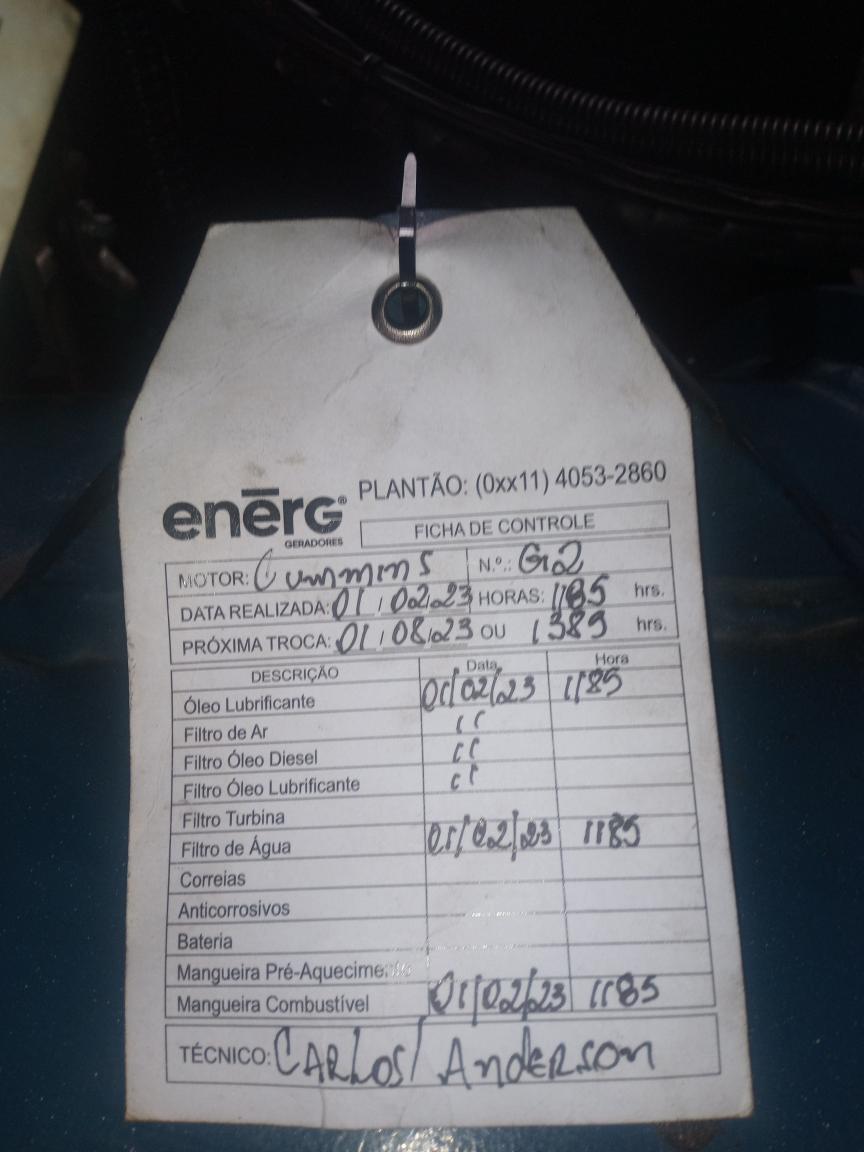 PLANTÃO: (0xx11) 4053-2860
enērG®
GERADORES
FICHA DE CONTROLE
MOTOR: Cummins N.º.: G2
DATA REALIZADA: 01/02/23 HORAS: 1185 hrs.
PRÓXIMA TROCA: 01/08/23 OU 1389 hrs.
DESCRIÇÃO Data Hora
Óleo Lubrificante 01/02/23 1185
Filtro de Ar 〃
Filtro Óleo Diesel 〃
Filtro Óleo Lubrificante 〃
Filtro Turbina
Filtro de Água 01/02/23 1185
Correias
Anticorrosivos
Bateria
Mangueira Pré-Aquecimento
Mangueira Combustível 01/02/23 1185
TÉCNICO: CARLOS/ANDERSON